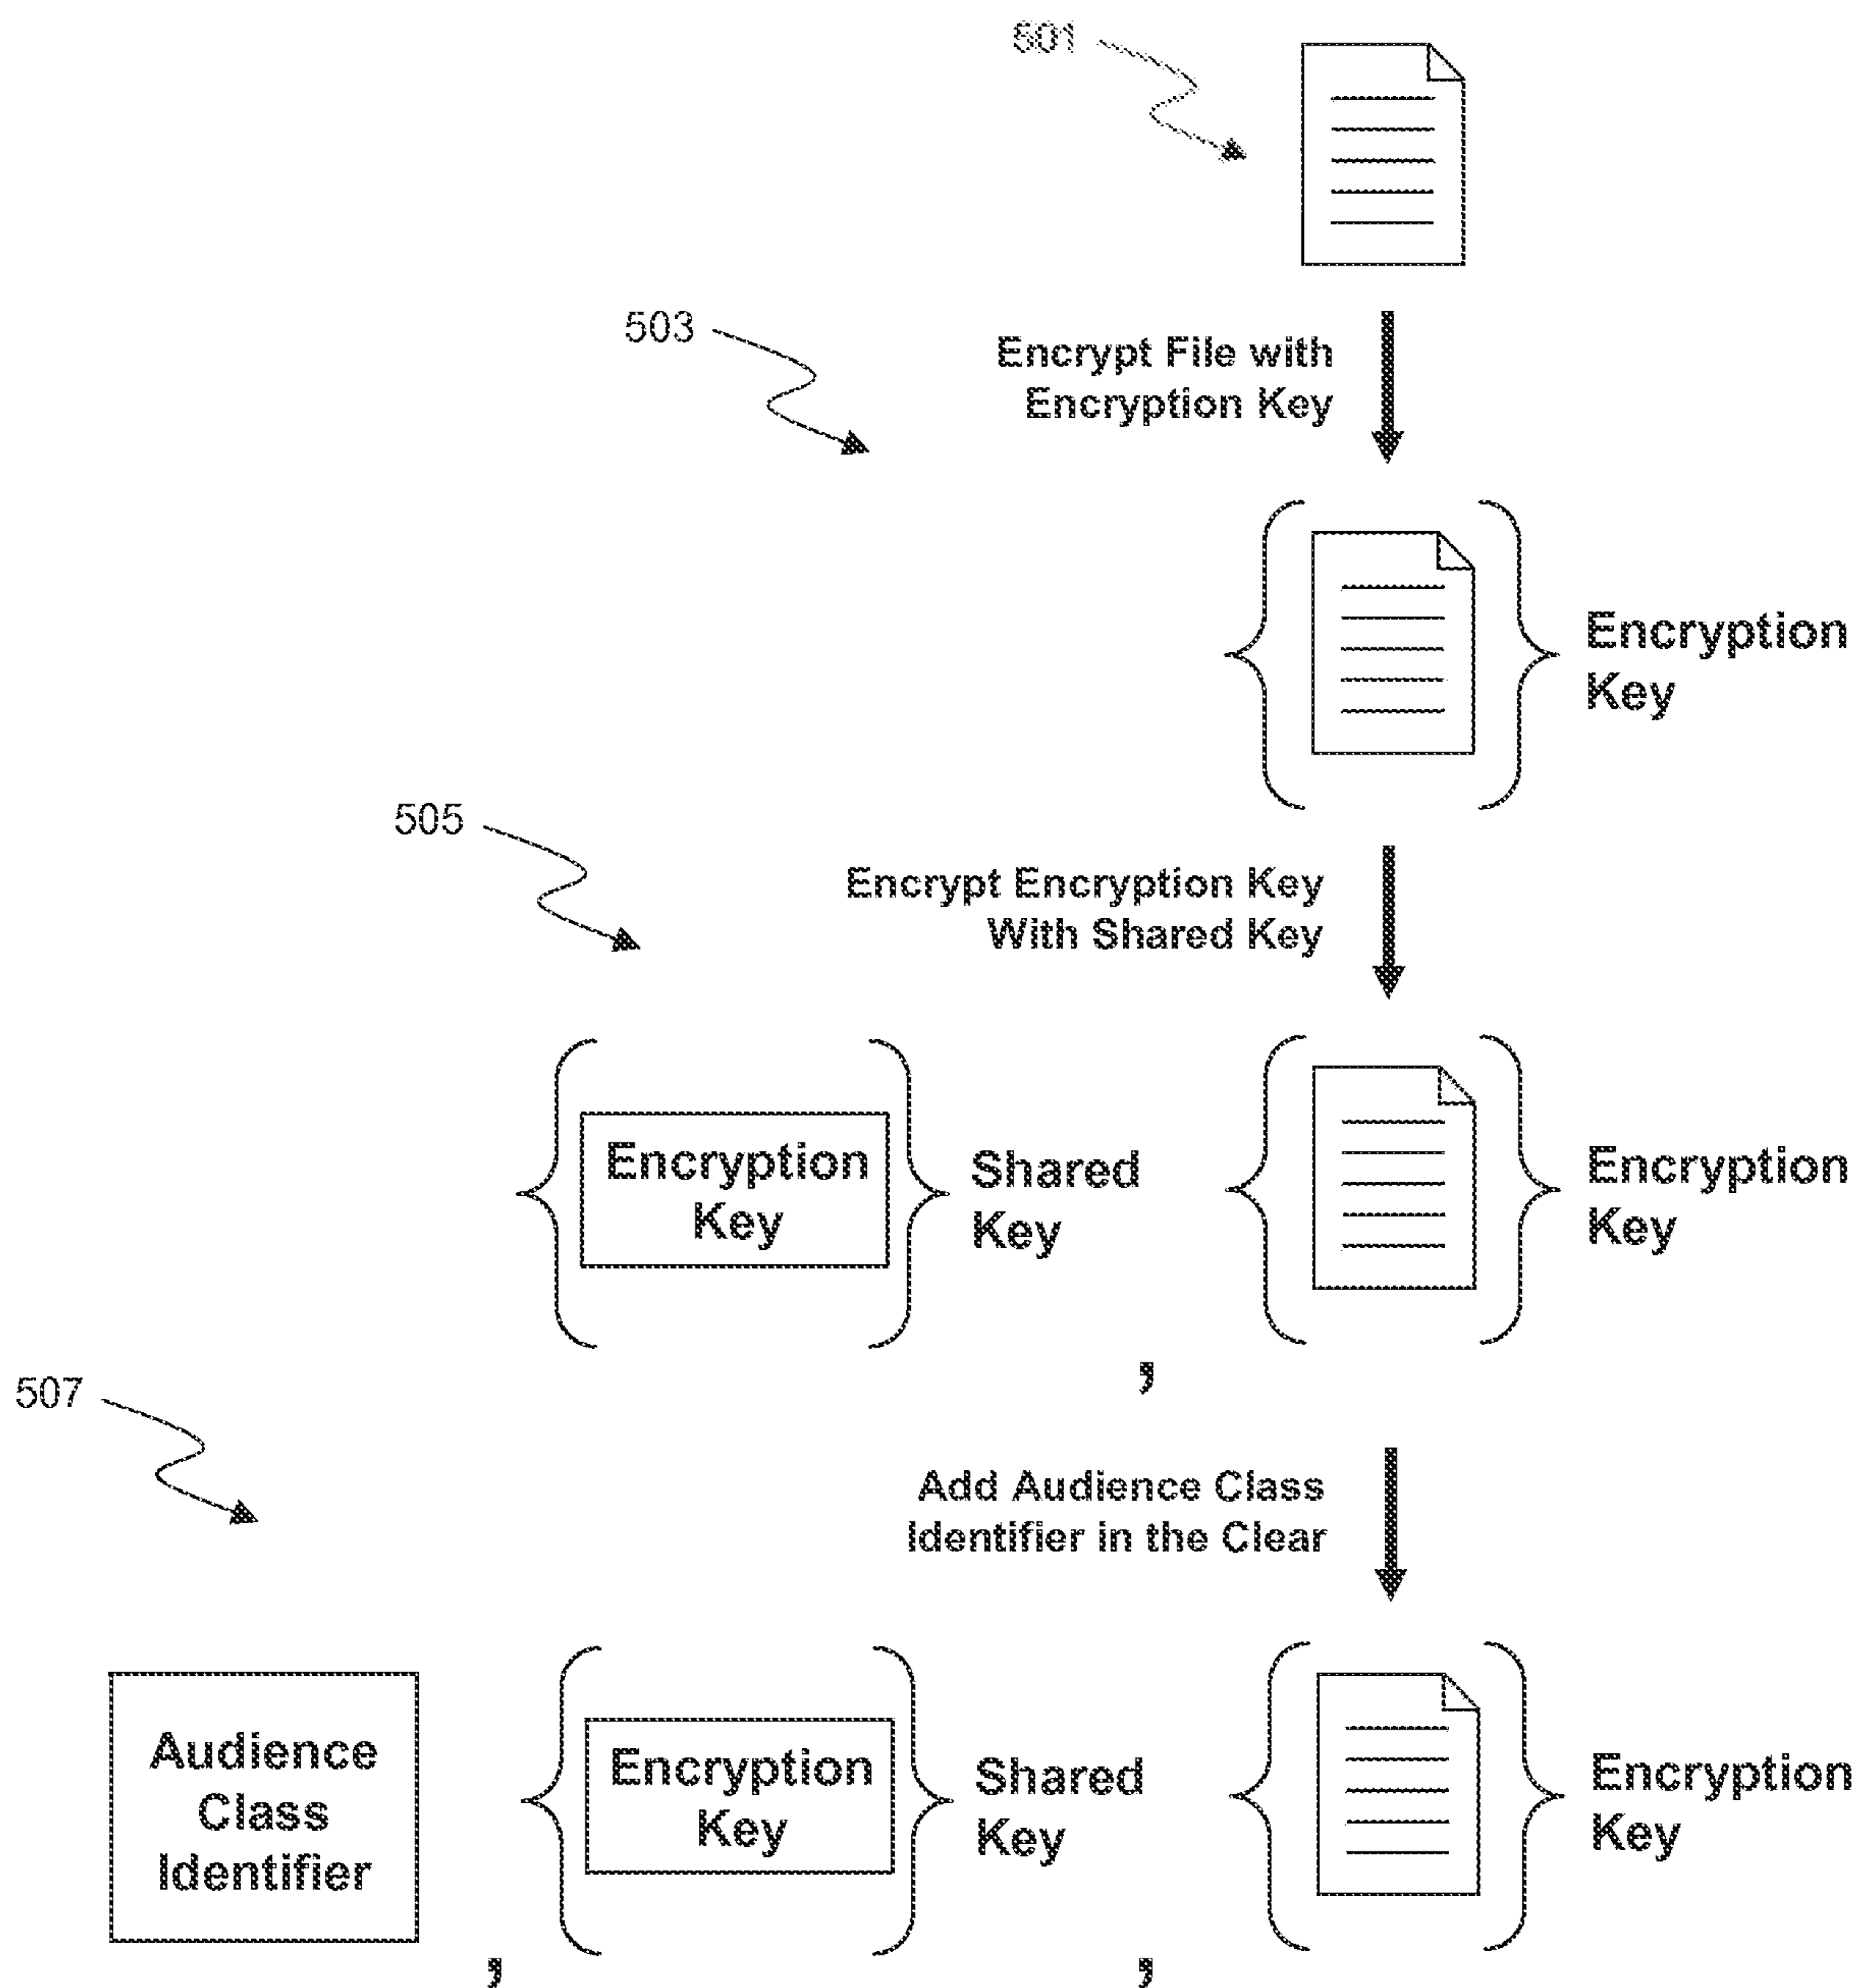 501
503
Encrypt File with
Encryption Key
Encryption
Key
505
Encrypt Encryption Key
With Shared Key
Encryption
Key
Shared
Key
,
Encryption
Key
507
Add Audience Class
Identifier in the Clear
Audience
Class
Identifier
,
Encryption
Key
Shared
Key
,
Encryption
Key